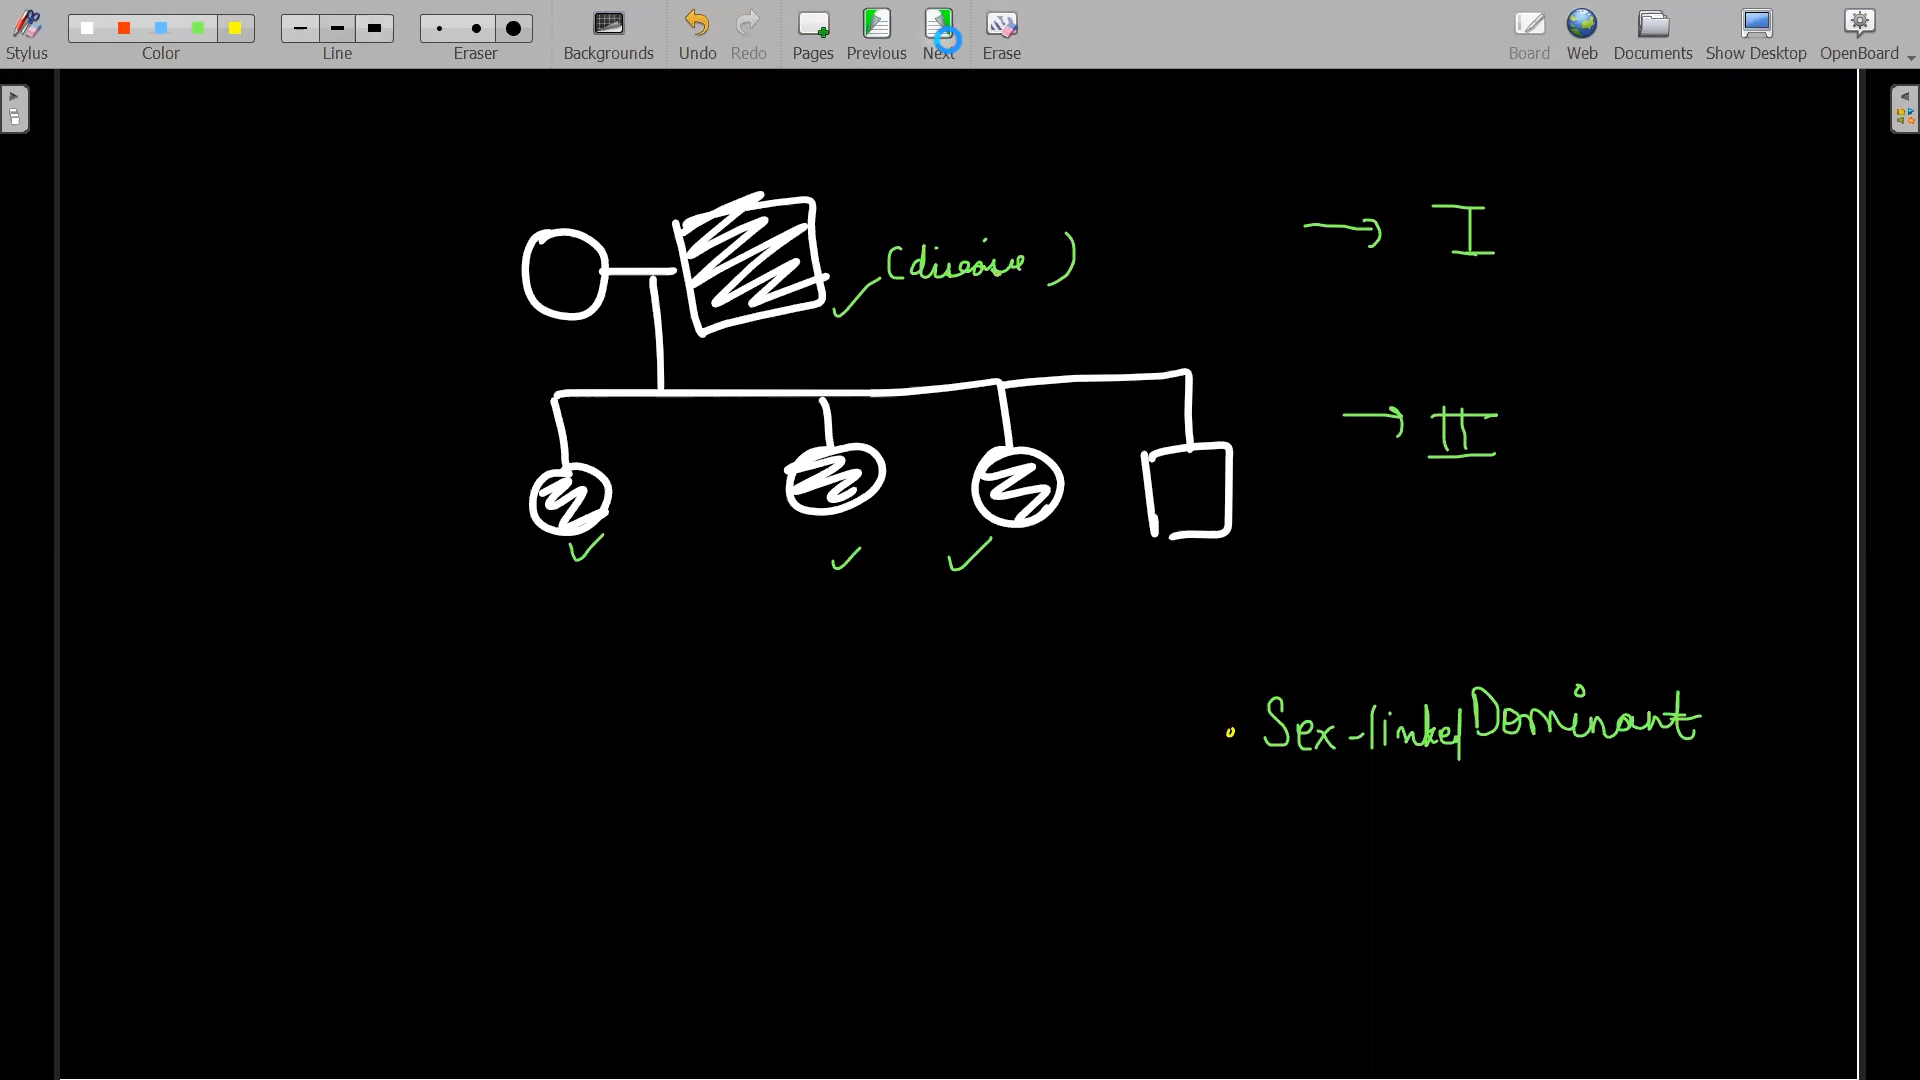 Stylus Color Line Eraser Backgrounds Undo Redo Pages Previous Next Erase Board Web Documents Show Desktop OpenBoard
(disease) → I
→ II
• Sex-linked Dominant